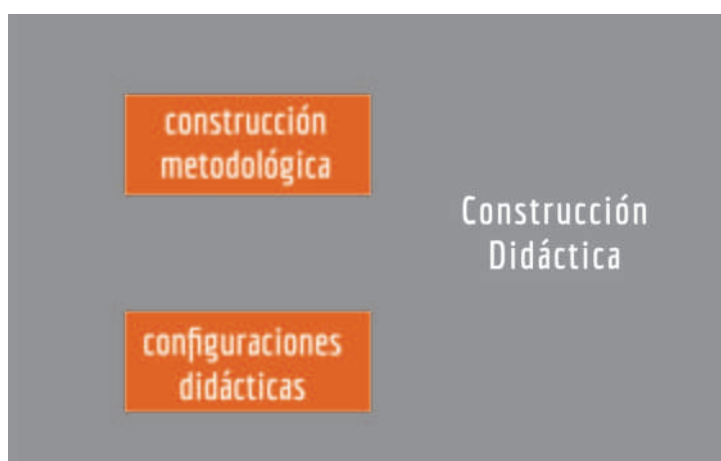 construcción
metodológica
Construcción
Didáctica
configuraciones
didácticas